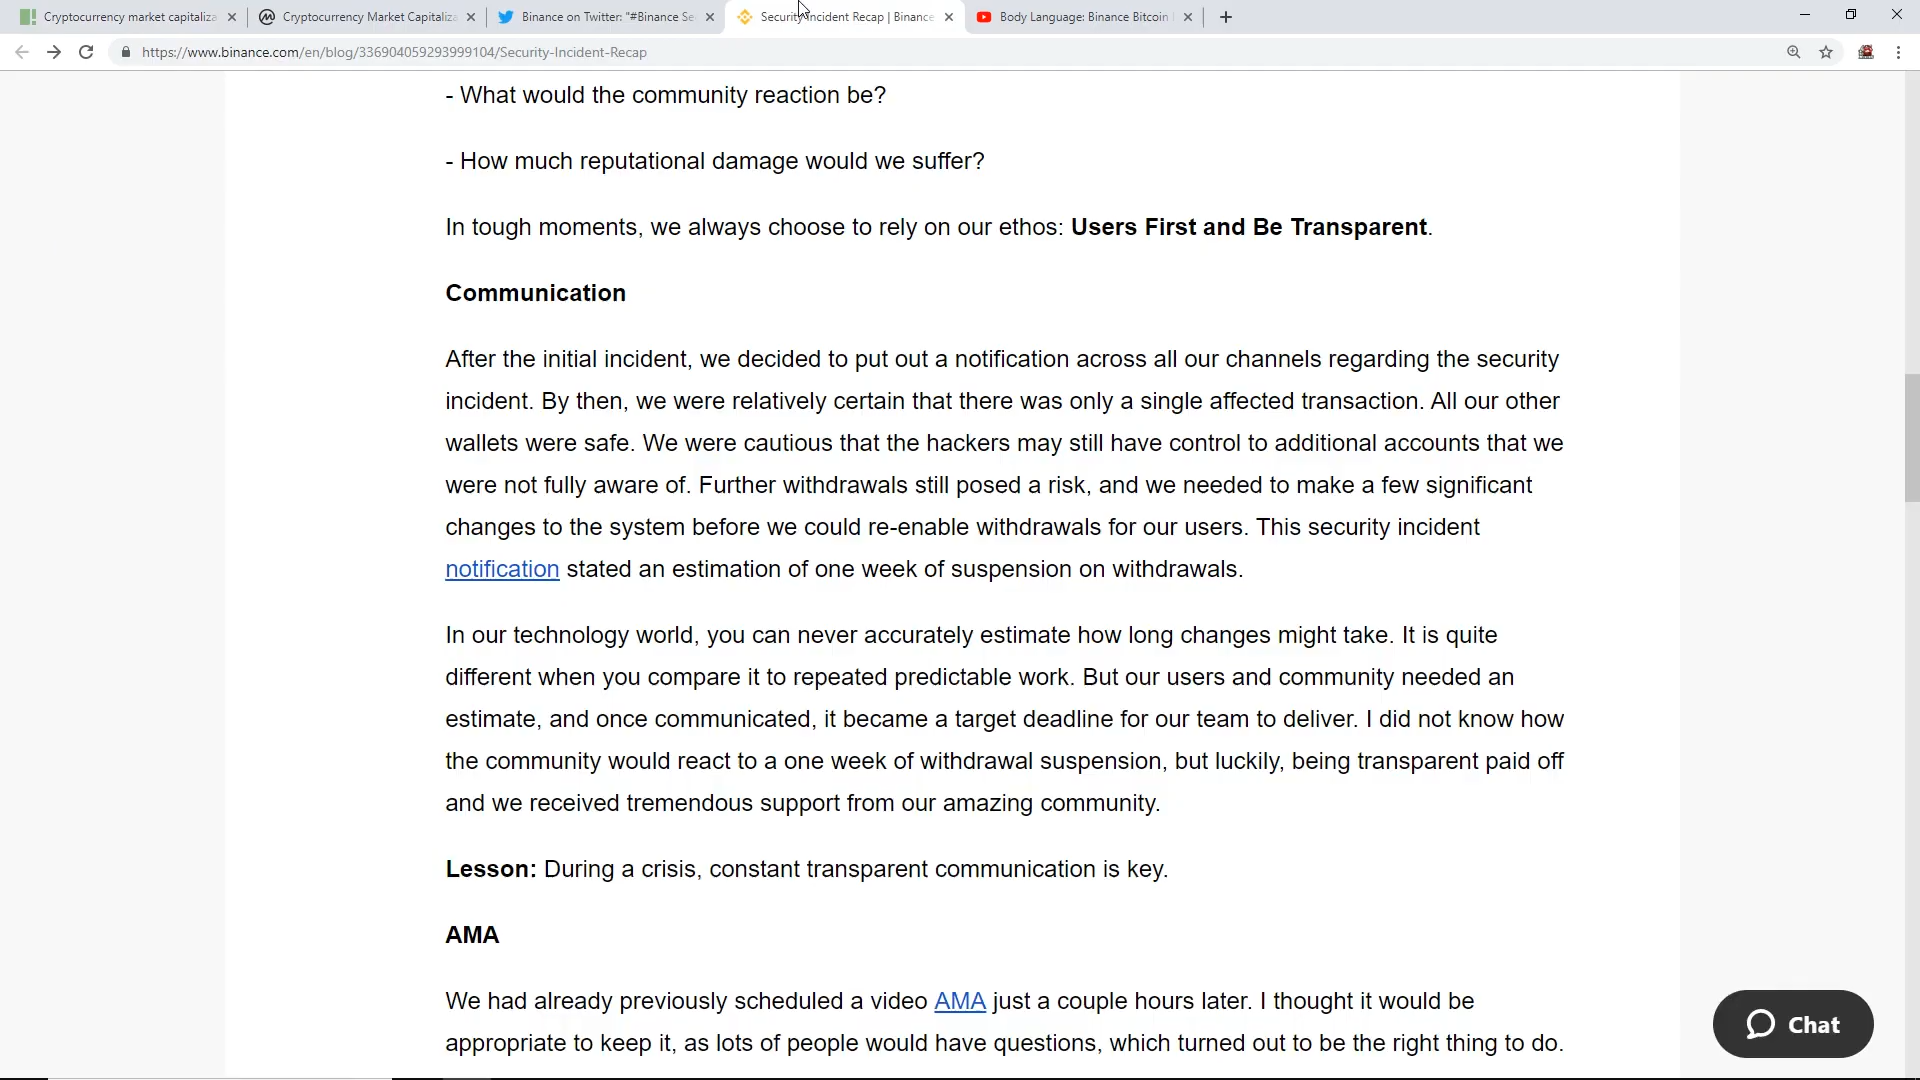 Cryptocurrency market capitaliza
Cryptocurrency Market Capitaliza
Binance on Twitter: "#Binance Se
Security Incident Recap | Binance
Body Language: Binance Bitcoin
https://www.binance.com/en/blog/336904059293999104/Security-Incident-Recap
- What would the community reaction be?
- How much reputational damage would we suffer?
In tough moments, we always choose to rely on our ethos: Users First and Be Transparent.
Communication
After the initial incident, we decided to put out a notification across all our channels regarding the security
incident. By then, we were relatively certain that there was only a single affected transaction. All our other
wallets were safe. We were cautious that the hackers may still have control to additional accounts that we
were not fully aware of. Further withdrawals still posed a risk, and we needed to make a few significant
changes to the system before we could re-enable withdrawals for our users. This security incident
notification stated an estimation of one week of suspension on withdrawals.
In our technology world, you can never accurately estimate how long changes might take. It is quite
different when you compare it to repeated predictable work. But our users and community needed an
estimate, and once communicated, it became a target deadline for our team to deliver. I did not know how
the community would react to a one week of withdrawal suspension, but luckily, being transparent paid off
and we received tremendous support from our amazing community.
Lesson: During a crisis, constant transparent communication is key.
AMA
We had already previously scheduled a video AMA just a couple hours later. I thought it would be
appropriate to keep it, as lots of people would have questions, which turned out to be the right thing to do.
Chat